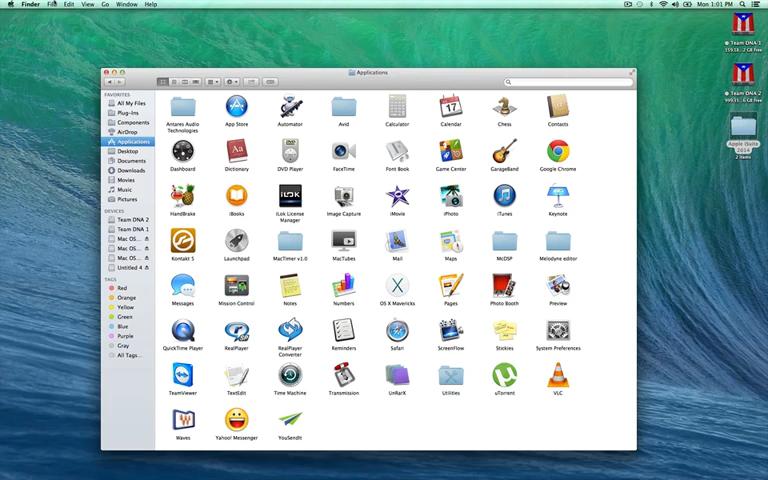 Finder File Edit View Go Window Help
Mon 1:01 PM
Applications
FAVORITES
All My Files
Plug-Ins
Components
AirDrop
Applications
Desktop
Documents
Downloads
Movies
Music
Pictures
DEVICES
Team DNA 2
Team DNA 1
Mac OS...
Mac OS...
Mac OS...
Untitled 4
TAGS
Red
Orange
Yellow
Green
Blue
Purple
Gray
All Tags...
Antares Audio
Technologies
App Store
Automator
Avid
Calculator
Calendar
Chess
Contacts
Dashboard
Dictionary
DVD Player
FaceTime
Font Book
Game Center
GarageBand
Google Chrome
HandBrake
iBooks
iLok License
Manager
Image Capture
iMovie
iPhoto
iTunes
Keynote
Kontakt 5
Launchpad
MacTimer v1.0
MacTubes
Mail
Maps
McDSP
Melodyne editor
Messages
Mission Control
Notes
Numbers
OS X Mavericks
Pages
Photo Booth
Preview
QuickTime Player
RealPlayer
RealPlayer
Converter
Reminders
Safari
ScreenFlow
Stickies
System Preferences
TeamViewer
TextEdit
Time Machine
Transmission
UnRarX
Utilities
uTorrent
VLC
Waves
Yahoo! Messenger
YouSendIt
Team DNA 1
Team DNA 2
Apple iSuite
2014
2 items